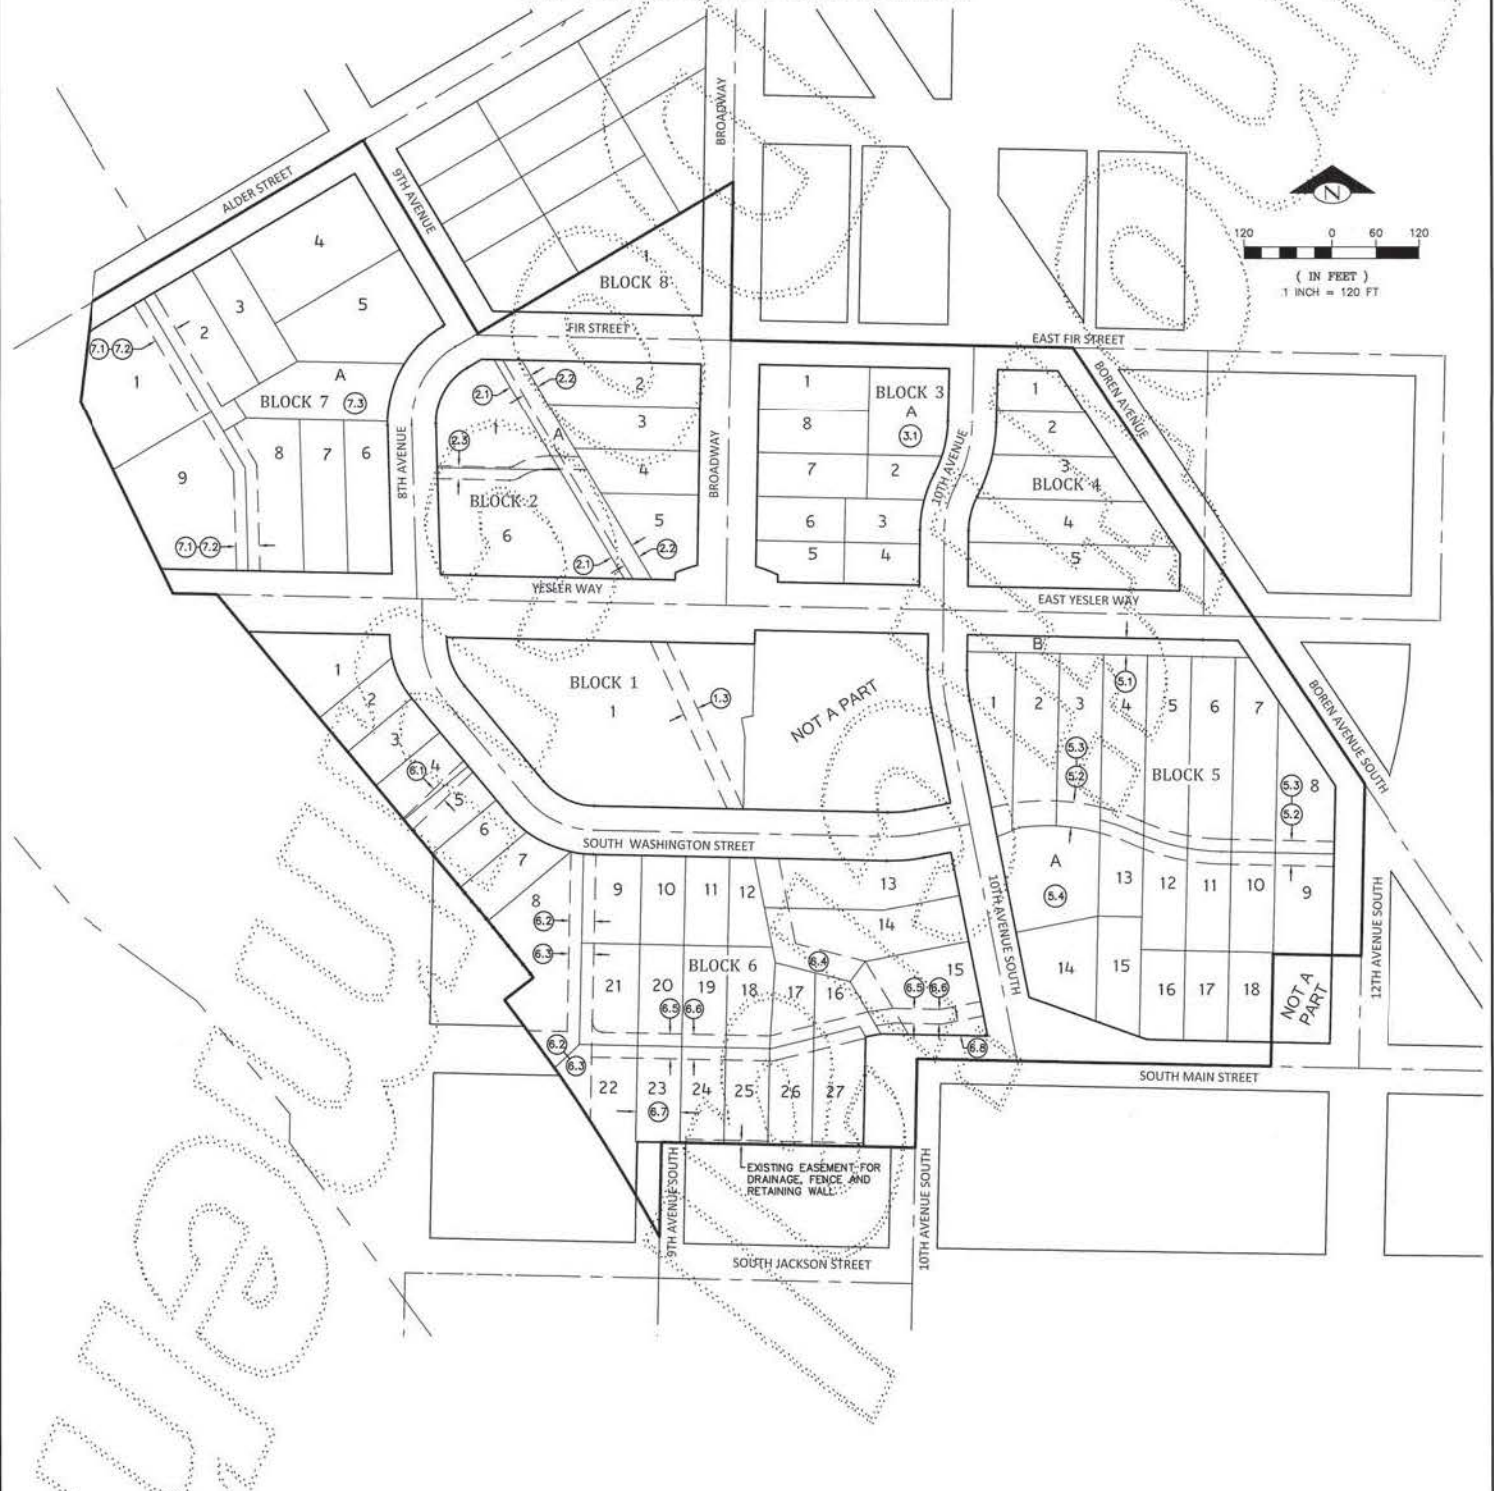 BROADWAY
ALDER STREET
9TH AVENUE
N
120 0 60 120
( IN FEET )
1 INCH = 120 FT
4
3
5
2
1
7.1
7.2
A
BLOCK 7
7.3
8
7
6
9
7.1
7.2
1
BLOCK 8
FIR STREET
EAST FIR STREET
8TH AVENUE
2.1
2.2
2
3
1
A
2.3
4
BLOCK 2
6
5
2.1
2.2
BROADWAY
1
BLOCK 3
A
3.1
8
7
2
6
3
5
4
10TH AVENUE
1
2
3
BLOCK 4
4
5
BOREN AVENUE
YESLER WAY
EAST YESLER WAY
BLOCK 1
1
1.3
NOT A PART
B
5.1
1
2
3
4
5
6
7
5.3
5.2
BLOCK 5
5.3
8
5.2
BOREN AVENUE SOUTH
A
5.4
13
12
11
10
9
14
15
16
17
18
NOT A
PART
12TH AVENUE SOUTH
10TH AVENUE SOUTH
1
2
3
4
6.1
5
6
7
SOUTH WASHINGTON STREET
8
6.2
6.3
9
10
11
12
13
14
BLOCK 6
6.4
15
21
20
19
18
17
16
6.5
6.6
6.5
6.6
6.8
6.2
6.3
22
23
24
25
26
27
6.7
SOUTH MAIN STREET
EXISTING EASEMENT FOR
DRAINAGE, FENCE AND
RETAINING WALL
9TH AVENUE SOUTH
10TH AVENUE SOUTH
SOUTH JACKSON STREET